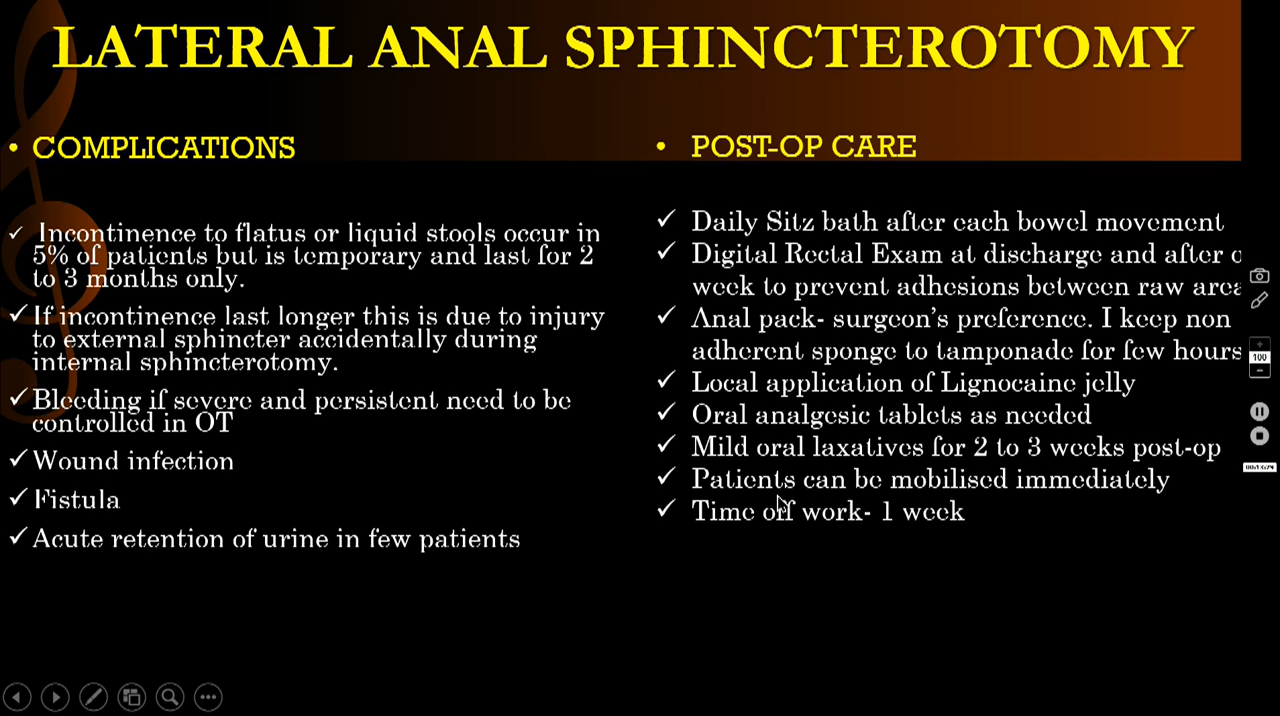 LATERAL ANAL SPHINCTEROTOMY
• COMPLICATIONS
✓ Incontinence to flatus or liquid stools occur in
5% of patients but is temporary and last for 2
to 3 months only.
✓ If incontinence last longer this is due to injury
to external sphincter accidentally during
internal sphincterotomy.
✓ Bleeding if severe and persistent need to be
controlled in OT
✓ Wound infection
✓ Fistula
✓ Acute retention of urine in few patients
• POST-OP CARE
✓ Daily Sitz bath after each bowel movement
✓ Digital Rectal Exam at discharge and after
week to prevent adhesions between raw
✓ Anal pack- surgeon's preference. I keep non
adherent sponge to tamponade for few hours
✓ Local application of Lignocaine jelly
✓ Oral analgesic tablets as needed
✓ Mild oral laxatives for 2 to 3 weeks post-op
✓ Patients can be mobilised immediately
✓ Time off work- 1 week
100